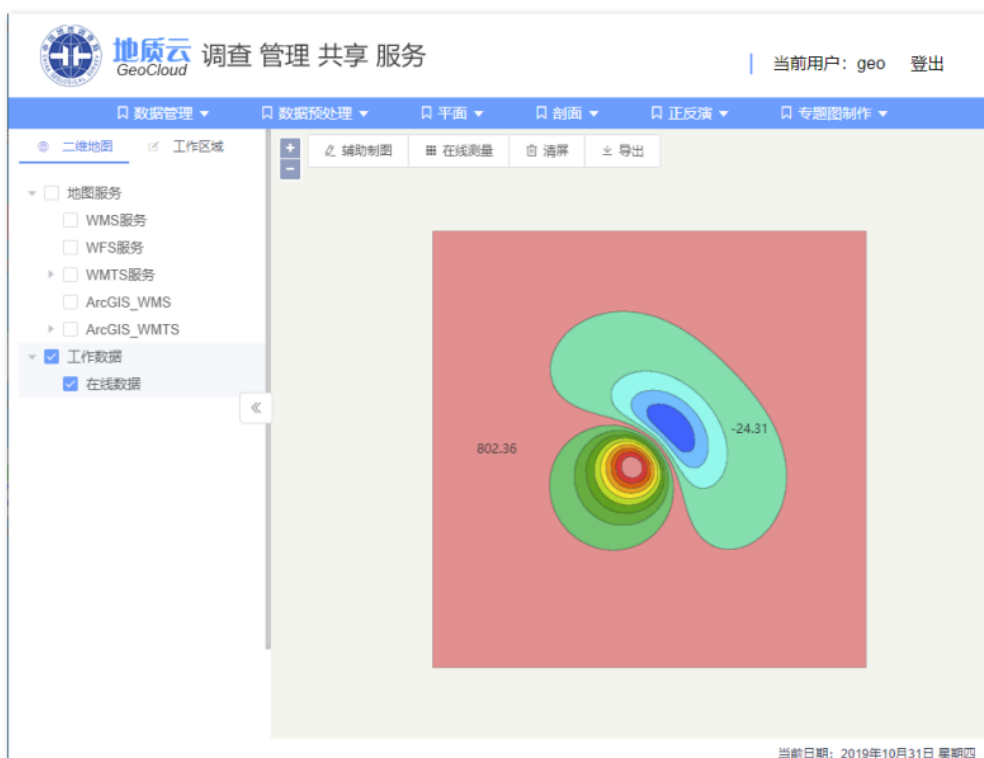 地质云 调查 管理 共享 服务
GeoCloud
当前用户：geo 登出
数据管理 数据预处理 平面 剖面 正反演 专题图制作
二维地图 工作区域
+ 辅助制图 在线测量 清屏 导出
−
地图服务
WMS服务
WFS服务
WMTS服务
ArcGIS_WMS
ArcGIS_WMTS
工作数据
在线数据
-24.31
802.36
当前日期：2019年10月31日 星期四